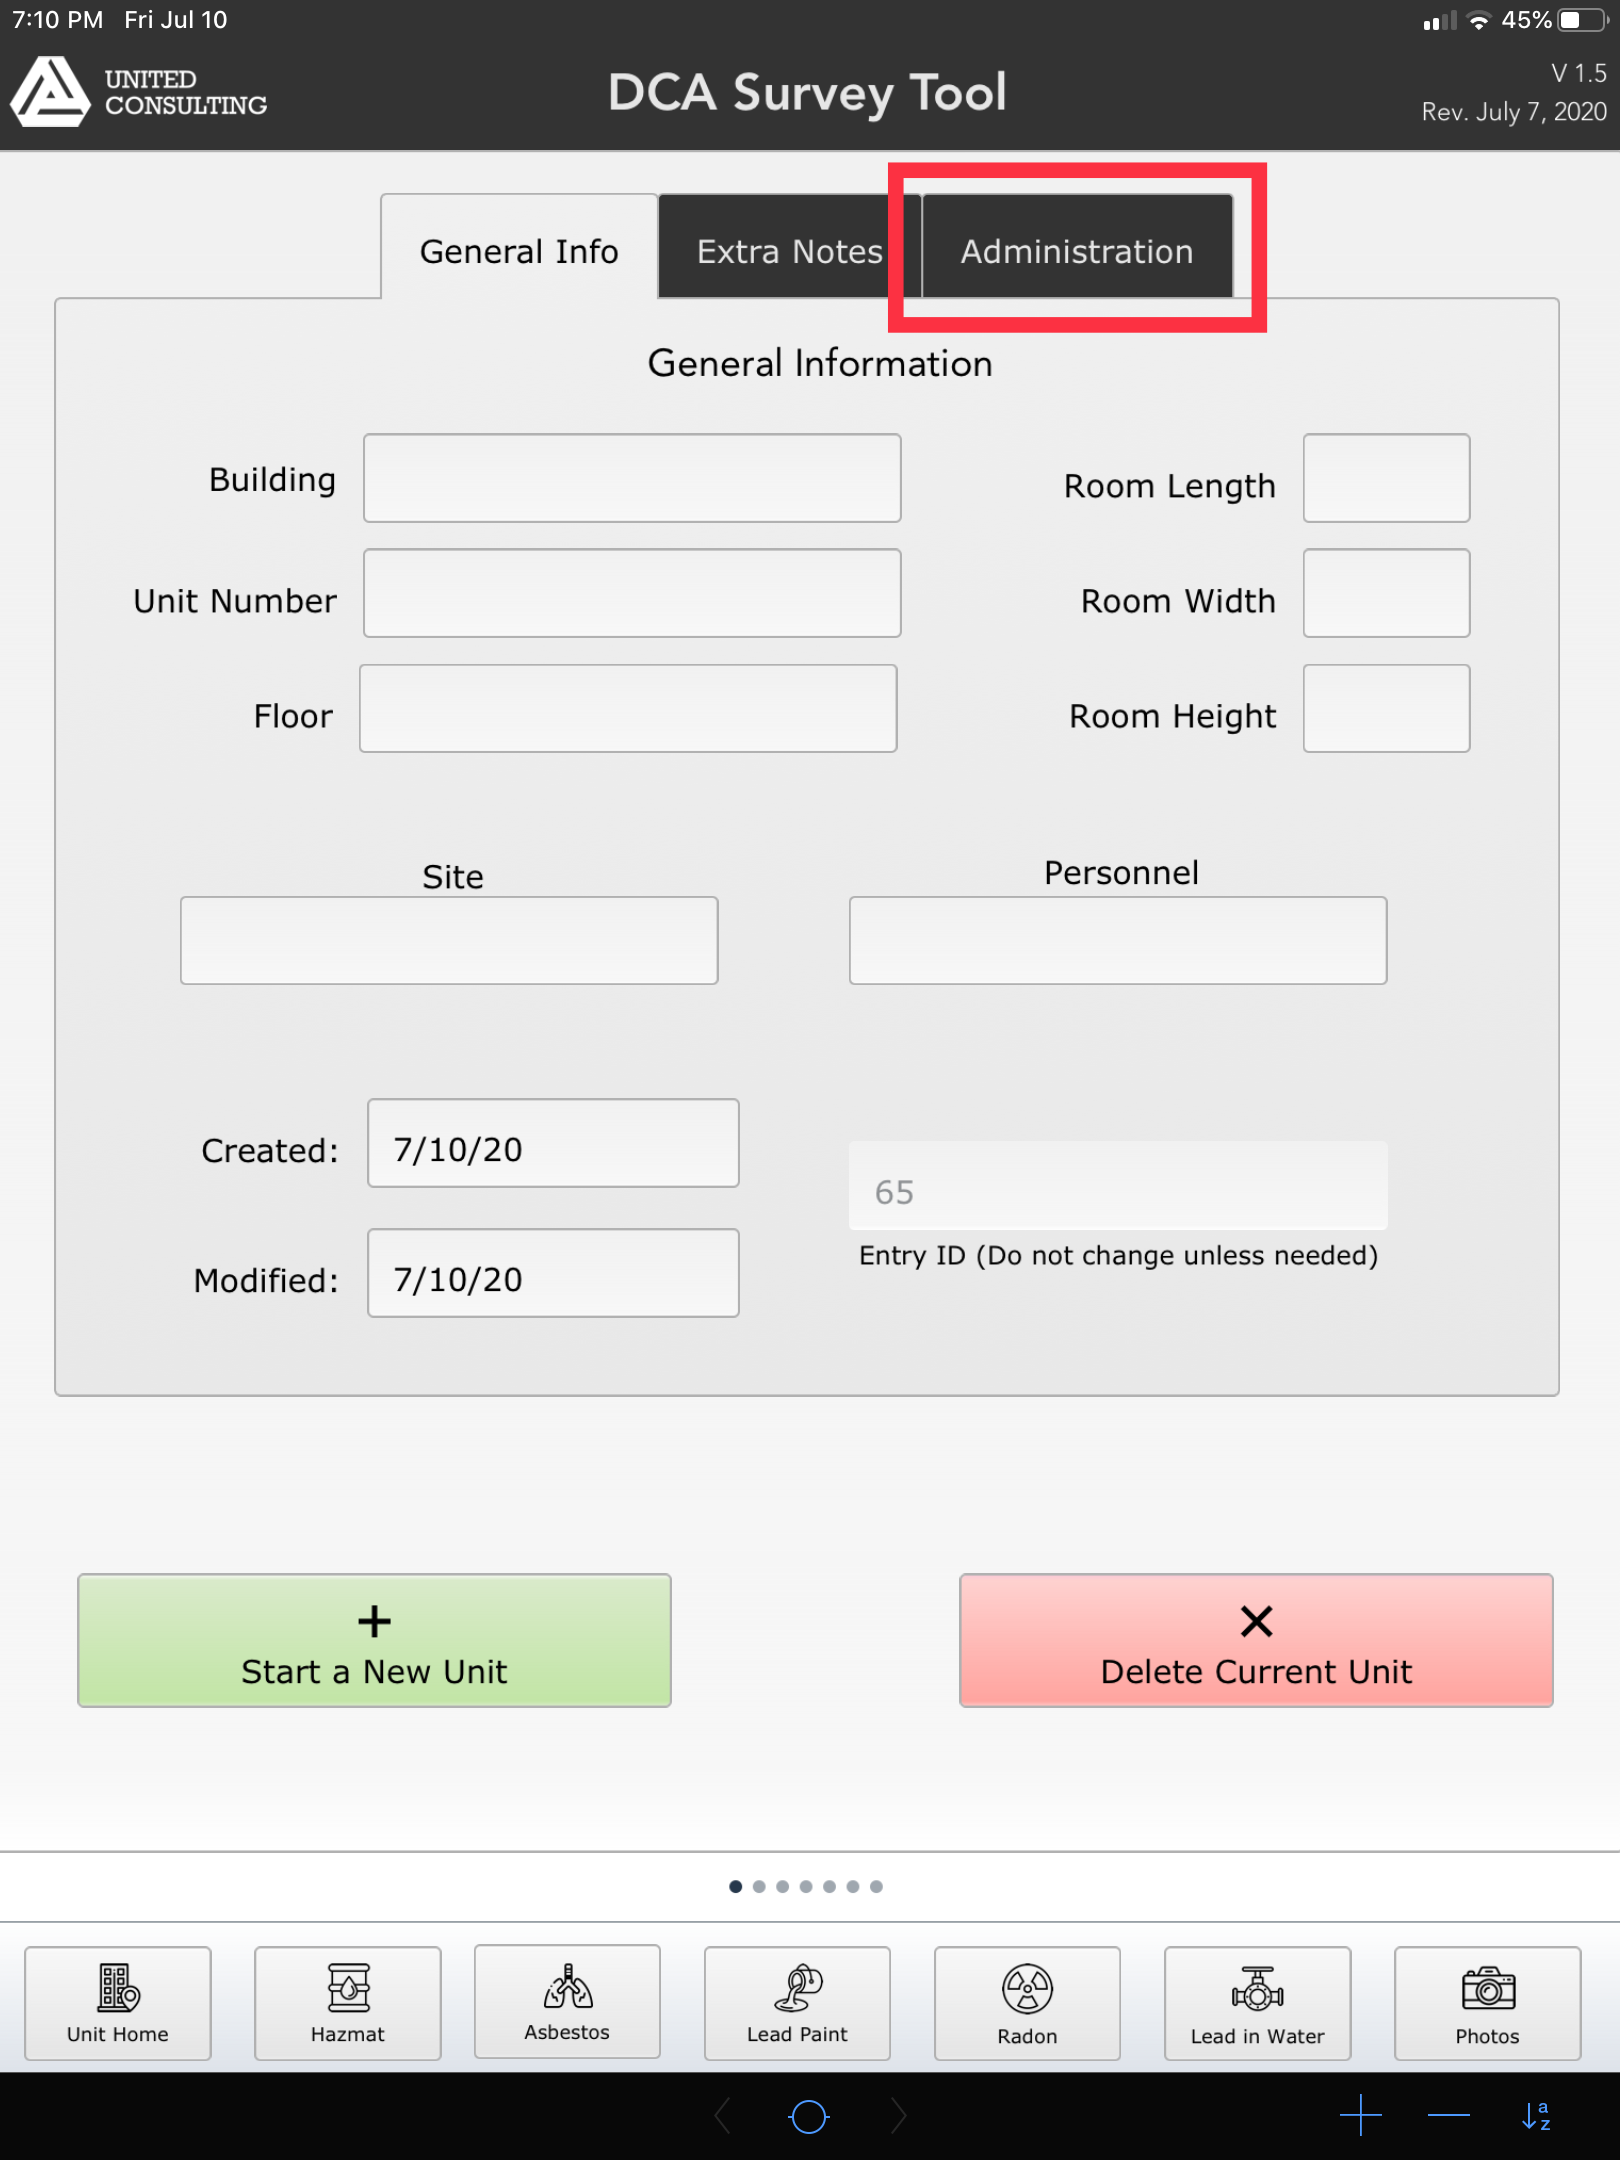 7:10 PM Fri Jul 10
45%
UNITED
CONSULTING
DCA Survey Tool
V 1.5
Rev. July 7, 2020
General Info
Extra Notes
Administration
General Information
Building
Room Length
Unit Number
Room Width
Floor
Room Height
Site
Personnel
Created:
7/10/20
65
Entry ID (Do not change unless needed)
Modified:
7/10/20
+
Start a New Unit
Delete Current Unit
Unit Home
Hazmat
Asbestos
Lead Paint
Radon
Lead in Water
Photos
a
z